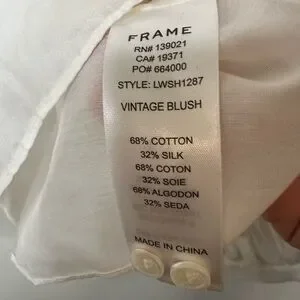 FRAME
RN# 139021
CA# 19371
PO# 664000
STYLE: LWSH1287
VINTAGE BLUSH
68% COTTON
32% SILK
68% COTON
32% SOIE
68% ALGODON
32% SEDA
MADE IN CHINA